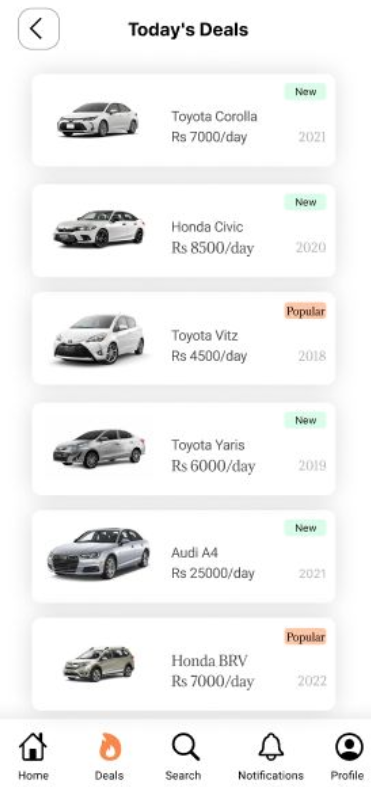 Today's Deals
New
Toyota Corolla
Rs 7000/day
2021
New
Honda Civic
Rs 8500/day
2020
Popular
Toyota Vitz
Rs 4500/day
2018
New
Toyota Yaris
Rs 6000/day
2019
New
Audi A4
Rs 25000/day
2021
Popular
Honda BRV
Rs 7000/day
2022
Home
Deals
Search
Notifications
Profile